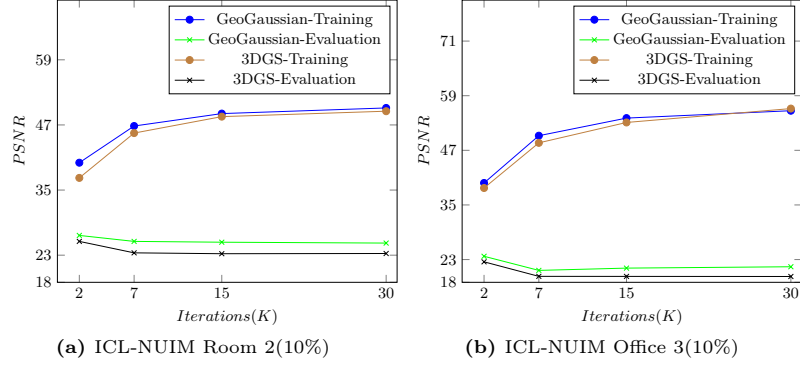 GeoGaussian-Training
GeoGaussian-Evaluation
3DGS-Training
3DGS-Evaluation
59
47
35
23
18
PSNR
2 7 15 30
Iterations(K)
(a) ICL-NUIM Room 2(10%)
GeoGaussian-Training
GeoGaussian-Evaluation
3DGS-Training
3DGS-Evaluation
71
59
47
23
18
PSNR
2 7 15 30
Iterations(K)
(b) ICL-NUIM Office 3(10%)